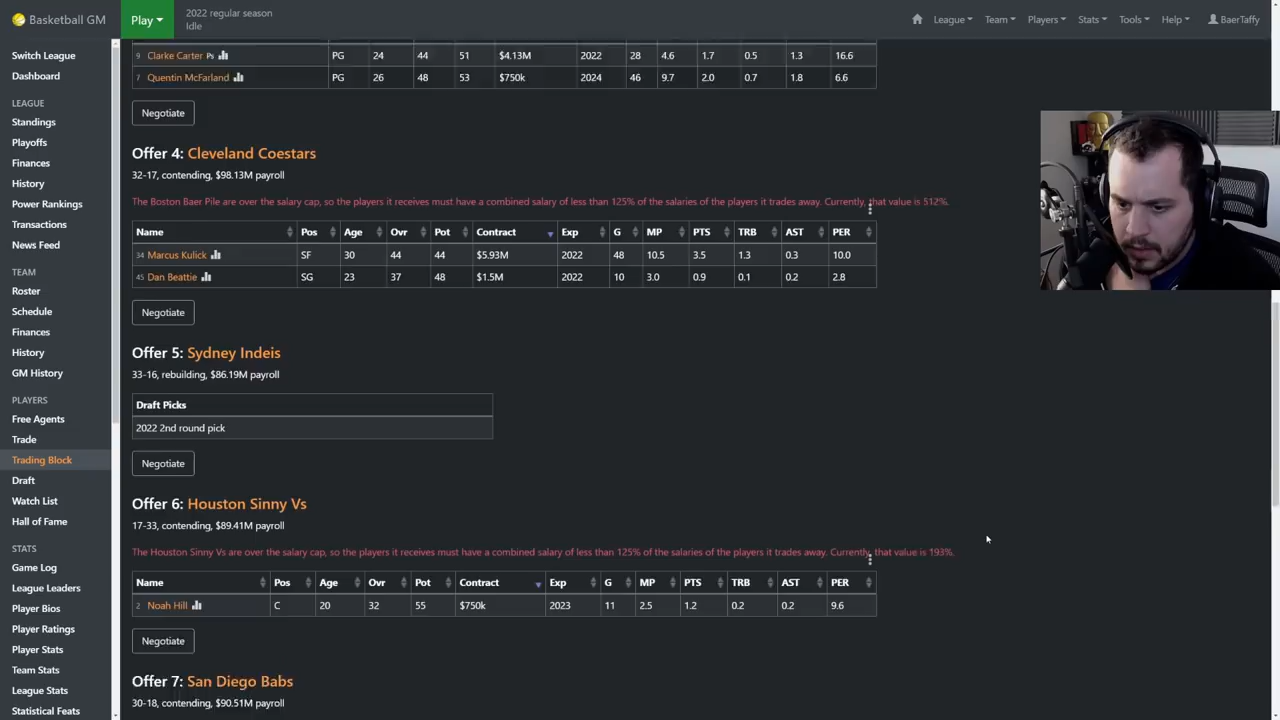 Basketball GM
Play
2022 regular season
Idle
League
Team
Players
Stats
Tools
Help
BaerTaffy
Switch League
Dashboard
LEAGUE
Standings
Playoffs
Finances
History
Power Rankings
Transactions
News Feed
TEAM
Roster
Schedule
Finances
History
GM History
PLAYERS
Free Agents
Trade
Trading Block
Draft
Watch List
Hall of Fame
STATS
Game Log
League Leaders
Player Bios
Player Ratings
Player Stats
Team Stats
League Stats
Statistical Feats
9 Clarke Carter Ps PG 24 44 51 $4.13M 2022 28 4.6 1.7 0.5 1.3 16.6
7 Quentin McFarland PG 26 48 53 $750k 2024 46 9.7 2.0 0.7 1.8 6.6
Negotiate
Offer 4: Cleveland Coestars
32-17, contending, $98.13M payroll
The Boston Baer Pile are over the salary cap, so the players it receives must have a combined salary of less than 125% of the salaries of the players it trades away. Currently, that value is 512%.
Name Pos Age Ovr Pot Contract Exp G MP PTS TRB AST PER
34 Marcus Kulick SF 30 44 44 $5.93M 2022 48 10.5 3.5 1.3 0.3 10.0
45 Dan Beattie SG 23 37 48 $1.5M 2022 10 3.0 0.9 0.1 0.2 2.8
Negotiate
Offer 5: Sydney Indeis
33-16, rebuilding, $86.19M payroll
Draft Picks
2022 2nd round pick
Negotiate
Offer 6: Houston Sinny Vs
17-33, contending, $89.41M payroll
The Houston Sinny Vs are over the salary cap, so the players it receives must have a combined salary of less than 125% of the salaries of the players it trades away. Currently, that value is 193%.
Name Pos Age Ovr Pot Contract Exp G MP PTS TRB AST PER
2 Noah Hill C 20 32 55 $750k 2023 11 2.5 1.2 0.2 0.2 9.6
Negotiate
Offer 7: San Diego Babs
30-18, contending, $90.51M payroll